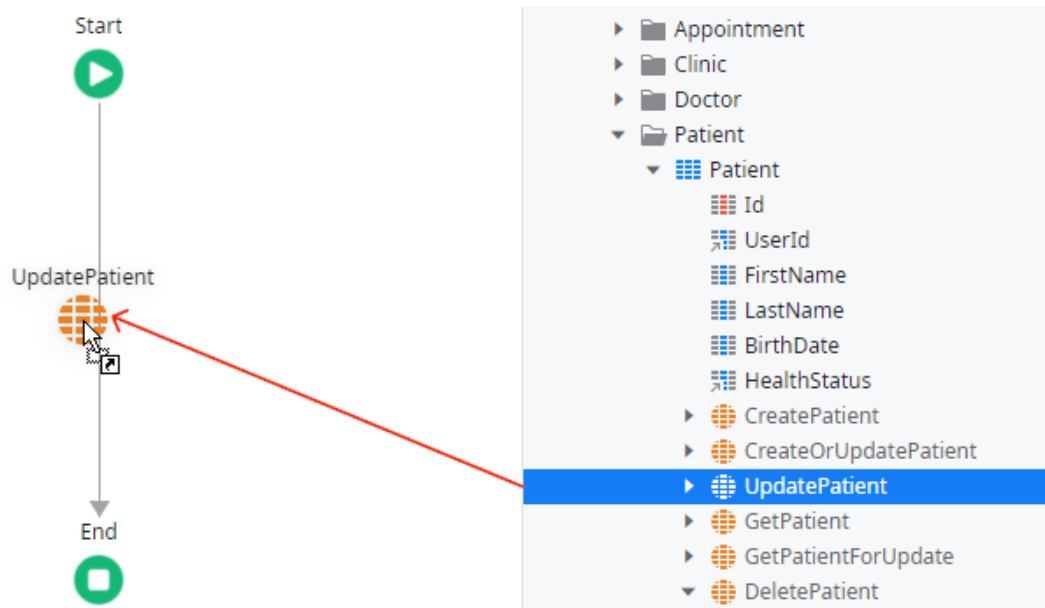 Start
UpdatePatient
End
Appointment
Clinic
Doctor
Patient
Patient
Id
UserId
FirstName
LastName
BirthDate
HealthStatus
CreatePatient
CreateOrUpdatePatient
UpdatePatient
GetPatient
GetPatientForUpdate
DeletePatient